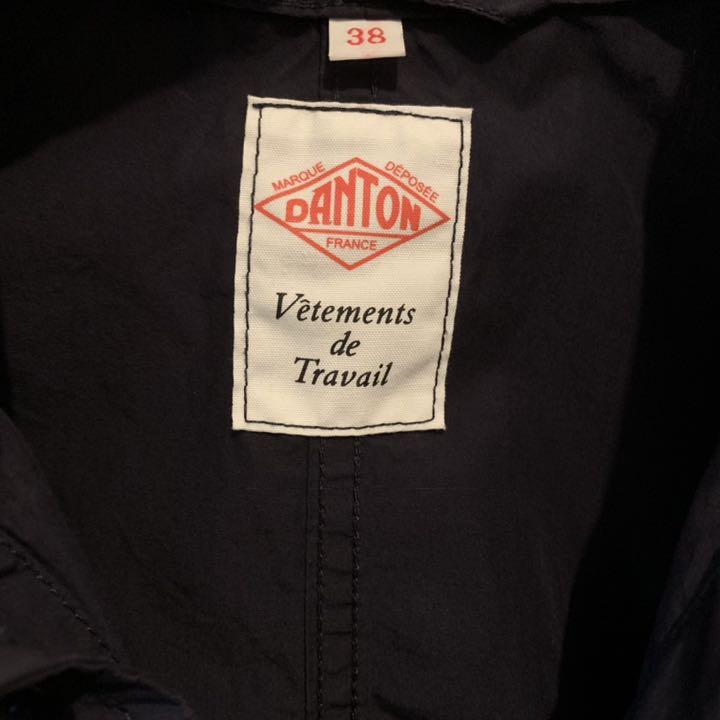 38
MARQUE DÉPOSÉE
DANTON
FRANCE
Vêtements
de
Travail